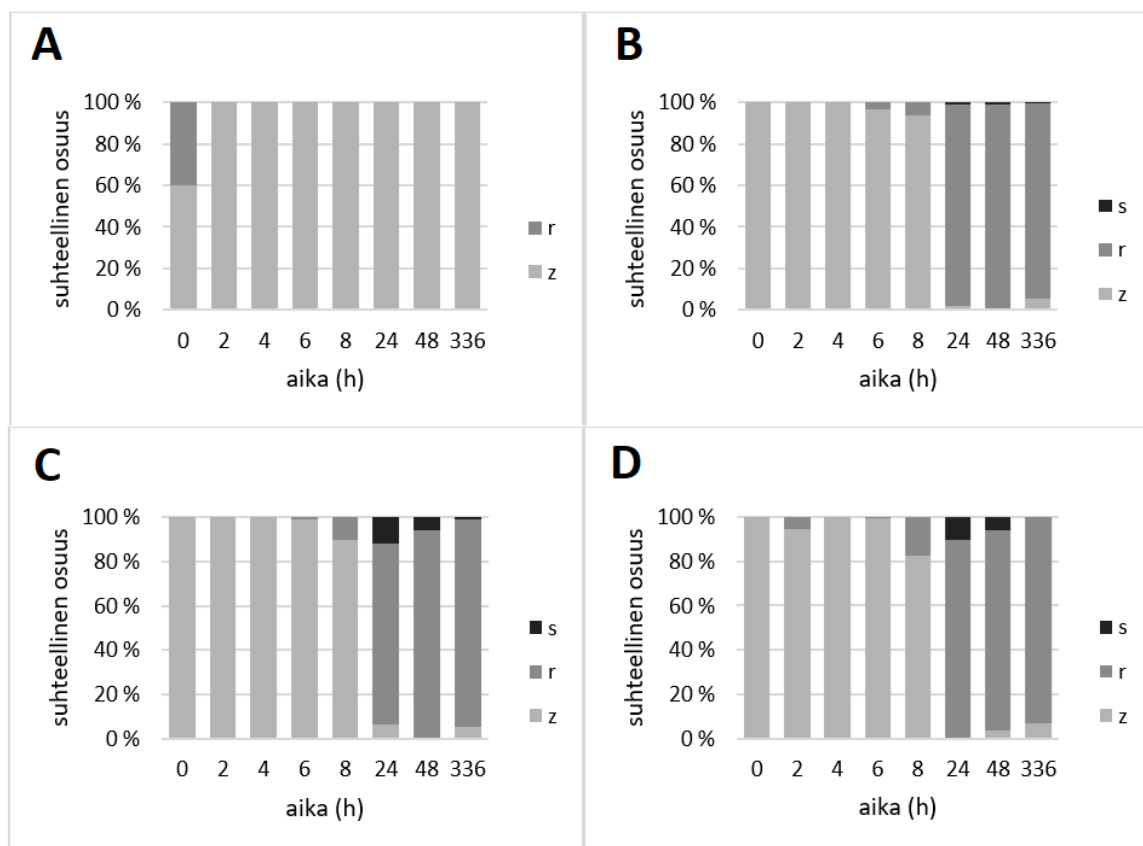 A
suhteellinen osuus
100 %
80 %
60 %
40 %
20 %
0 %
0 2 4 6 8 24 48 336
aika (h)
r
z
B
suhteellinen osuus
100 %
80 %
60 %
40 %
20 %
0 %
0 2 4 6 8 24 48 336
aika (h)
s
r
z
C
suhteellinen osuus
100 %
80 %
60 %
40 %
20 %
0 %
0 2 4 6 8 24 48 336
aika (h)
s
r
z
D
suhteellinen osuus
100 %
80 %
60 %
40 %
20 %
0 %
0 2 4 6 8 24 48 336
aika (h)
s
r
z